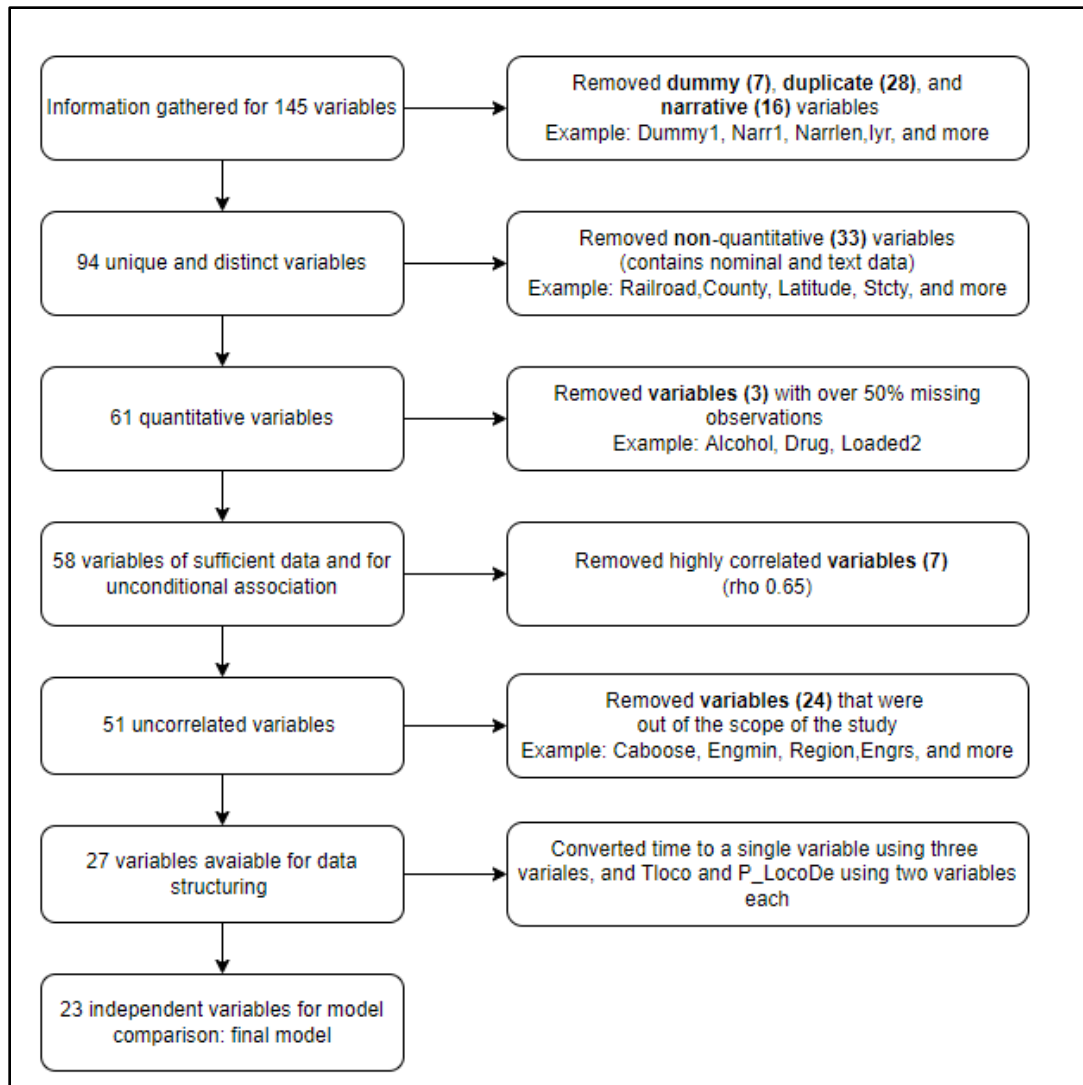 Information gathered for 145 variables
Removed dummy (7), duplicate (28), and
narrative (16) variables
Example: Dummy1, Narr1, Narrlen,Iyr, and more
94 unique and distinct variables
Removed non-quantitative (33) variables
(contains nominal and text data)
Example: Railroad,County, Latitude, Stcty, and more
61 quantitative variables
Removed variables (3) with over 50% missing
observations
Example: Alcohol, Drug, Loaded2
58 variables of sufficient data and for
unconditional association
Removed highly correlated variables (7)
(rho 0.65)
51 uncorrelated variables
Removed variables (24) that were
out of the scope of the study
Example: Caboose, Engmin, Region,Engrs, and more
27 variables avaiable for data
structuring
Converted time to a single variable using three
variales, and Tloco and P_LocoDe using two variables
each
23 independent variables for model
comparison: final model